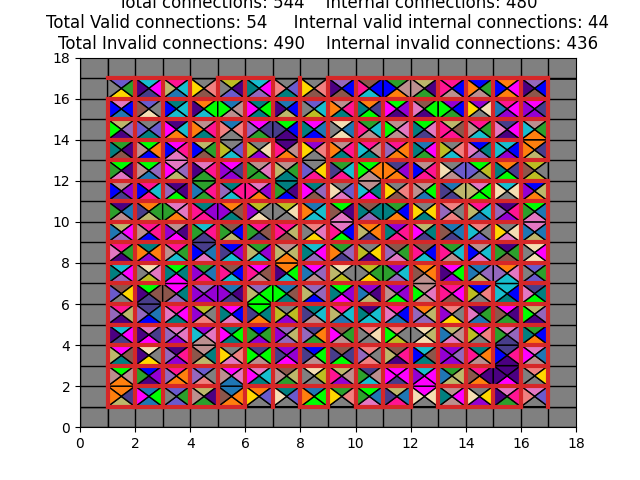 Total connections: 544    Internal connections: 480
Total Valid connections: 54    Internal valid internal connections: 44
Total Invalid connections: 490    Internal invalid connections: 436
18
16
14
12
10
8
6
4
2
0
0 2 4 6 8 10 12 14 16 18